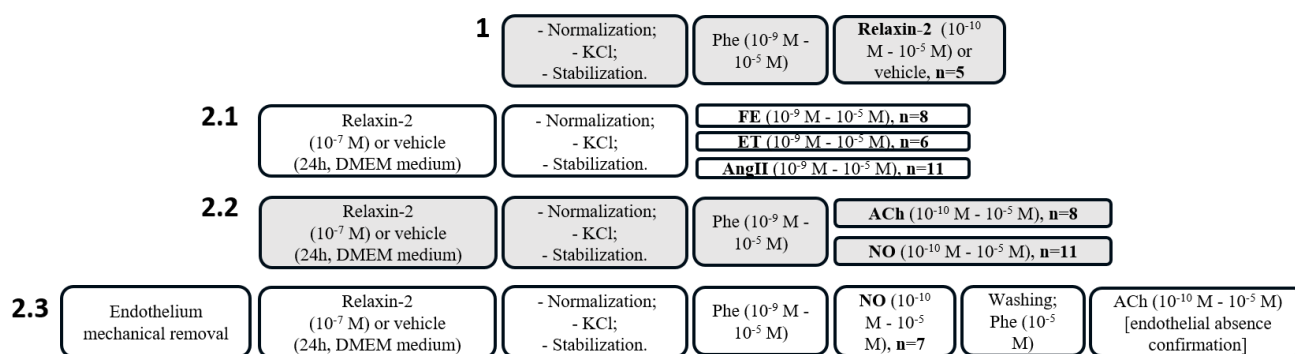 1
- Normalization;
- KCl;
- Stabilization.
Phe (10⁻⁹ M -
10⁻⁵ M)
Relaxin-2 (10⁻¹⁰
M - 10⁻⁵ M) or
vehicle, n=5
2.1
Relaxin-2
(10⁻⁷ M) or vehicle
(24h, DMEM medium)
- Normalization;
- KCl;
- Stabilization.
FE (10⁻⁹ M - 10⁻⁵ M), n=8
ET (10⁻⁹ M - 10⁻⁵ M), n=6
AngII (10⁻⁹ M - 10⁻⁵ M), n=11
2.2
Relaxin-2
(10⁻⁷ M) or vehicle
(24h, DMEM medium)
- Normalization;
- KCl;
- Stabilization.
Phe (10⁻⁹ M -
10⁻⁵ M)
ACh (10⁻¹⁰ M - 10⁻⁵ M), n=8
NO (10⁻¹⁰ M - 10⁻⁵ M), n=11
2.3
Endothelium
mechanical removal
Relaxin-2
(10⁻⁷ M) or vehicle
(24h, DMEM medium)
- Normalization;
- KCl;
- Stabilization.
Phe (10⁻⁹ M -
10⁻⁵ M)
NO (10⁻¹⁰
M - 10⁻⁵
M), n=7
Washing;
Phe (10⁻⁵
M)
ACh (10⁻¹⁰ M - 10⁻⁵ M)
[endothelial absence
confirmation]